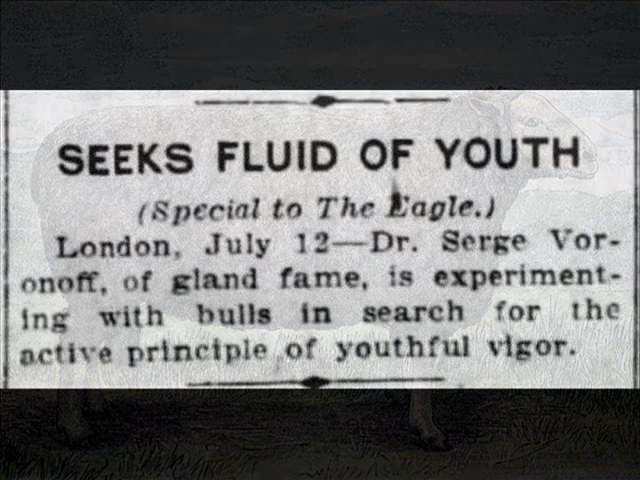 SEEKS FLUID OF YOUTH
(Special to The Eagle.)
London, July 12—Dr. Serge Vor-
onoff, of gland fame, is experiment-
ing with bulls in search for the
active principle of youthful vigor.